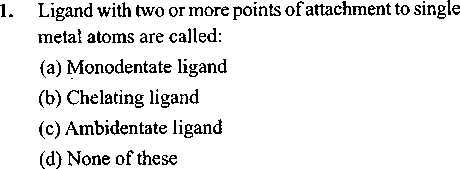 1. Ligand with two or more points of attachment to single
metal atoms are called:
(a) Monodentate ligand
(b) Chelating ligand
(c) Ambidentate ligand
(d) None of these